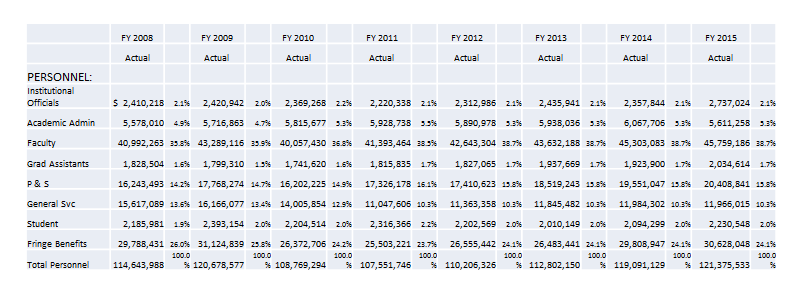 FY 2008 FY 2009 FY 2010 FY 2011 FY 2012 FY 2013 FY 2014 FY 2015
Actual Actual Actual Actual Actual Actual Actual Actual
PERSONNEL:
Institutional
Officials $ 2,410,218 2.1% 2,420,942 2.0% 2,369,268 2.2% 2,220,338 2.1% 2,312,986 2.1% 2,435,941 2.1% 2,357,844 2.1% 2,737,024 2.1%
Academic Admin 5,578,010 4.9% 5,716,863 4.7% 5,815,677 5.3% 5,928,738 5.5% 5,890,978 5.3% 5,938,036 5.3% 6,067,706 5.3% 5,611,258 5.3%
Faculty 40,992,263 35.8% 43,289,116 35.9% 40,057,430 36.8% 41,393,464 38.5% 42,643,304 38.7% 43,632,188 38.7% 45,303,083 38.7% 45,759,186 38.7%
Grad Assistants 1,828,504 1.6% 1,799,310 1.5% 1,741,620 1.6% 1,815,835 1.7% 1,827,065 1.7% 1,937,669 1.7% 1,923,900 1.7% 2,034,614 1.7%
P & S 16,243,493 14.2% 17,768,274 14.7% 16,202,225 14.9% 17,326,178 16.1% 17,410,623 15.8% 18,519,243 15.8% 19,551,047 15.8% 20,408,841 15.8%
General Svc 15,617,089 13.6% 16,166,077 13.4% 14,005,854 12.9% 11,047,606 10.3% 11,363,358 10.3% 11,845,482 10.3% 11,984,302 10.3% 11,966,015 10.3%
Student 2,185,981 1.9% 2,393,154 2.0% 2,204,514 2.0% 2,316,366 2.2% 2,202,569 2.0% 2,010,149 2.0% 2,094,299 2.0% 2,230,548 2.0%
Fringe Benefits 29,788,431 26.0% 31,124,839 25.8% 26,372,706 24.2% 25,503,221 23.7% 26,555,442 24.1% 26,483,441 24.1% 29,808,947 24.1% 30,628,048 24.1%
100.0 100.0 100.0 100.0 100.0 100.0 100.0 100.0
Total Personnel 114,643,988 % 120,678,577 % 108,769,294 % 107,551,746 % 110,206,326 % 112,802,150 % 119,091,129 % 121,375,533 %